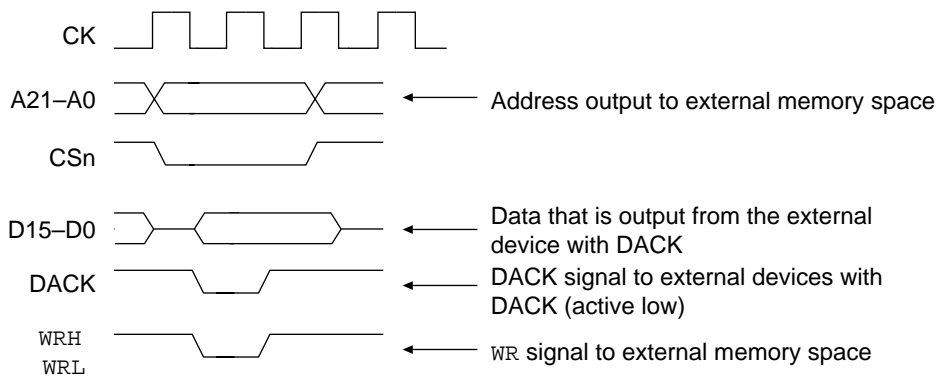 CK
A21–A0
Address output to external memory space
CSn
D15–D0
Data that is output from the external
device with DACK
DACK
DACK signal to external devices with
DACK (active low)
WRH
WRL
WR signal to external memory space